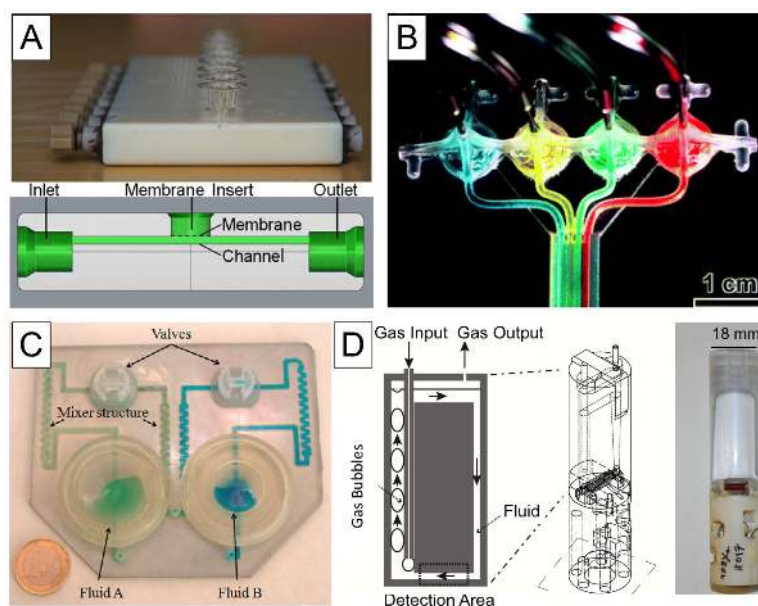 A
Inlet
Membrane
Insert
Outlet
Membrane
Channel
B
1 cm
C
Valves
Mixer structure
Fluid A
Fluid B
D
Gas Input
Gas Output
Gas Bubbles
Fluid
Detection Area
18 mm